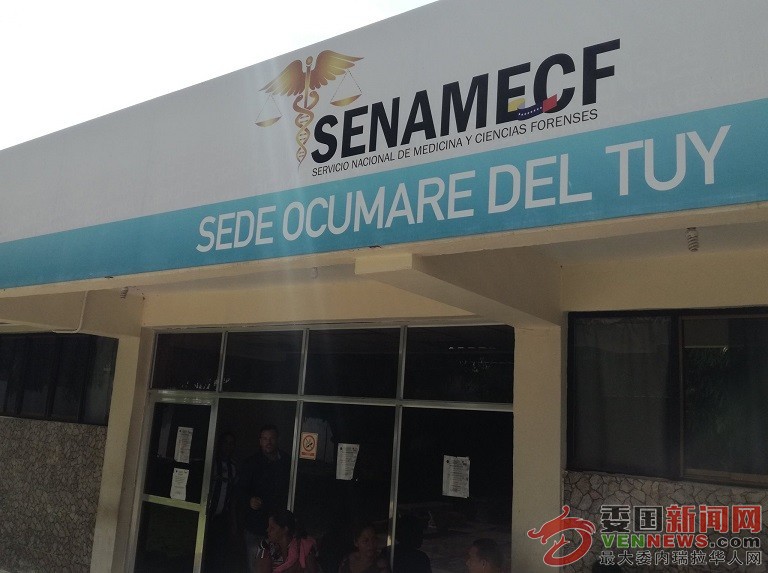 SENAMECF
SERVICIO NACIONAL DE MEDICINA Y CIENCIAS FORENSES
SEDE OCUMARE DEL TUY
委国新闻网
VENNEWS.COM
最大委内瑞拉华人网